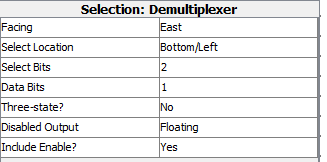 Selection: Demultiplexer
Facing East
Select Location Bottom/Left
Select Bits 2
Data Bits 1
Three-state? No
Disabled Output Floating
Include Enable? Yes